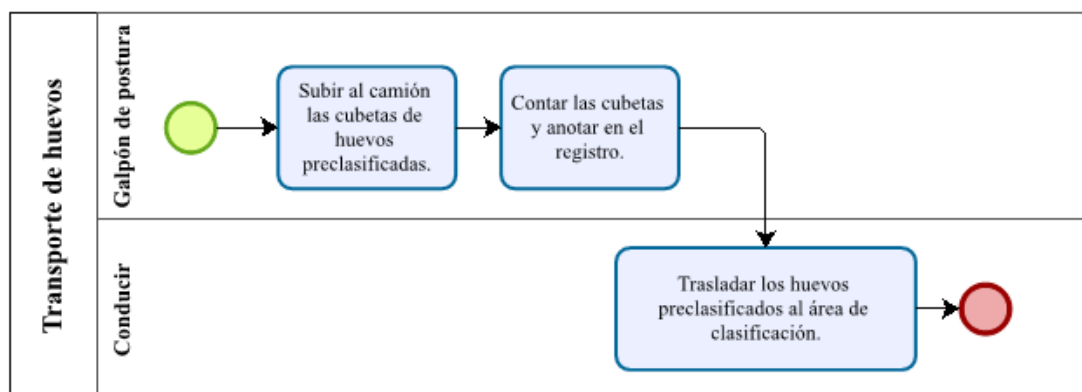 Transporte de huevos
Galpón de postura
Subir al camión
las cubetas de
huevos
preclasificadas.
Contar las cubetas
y anotar en el
registro.
Conducir
Trasladar los huevos
preclasificados al área de
clasificación.